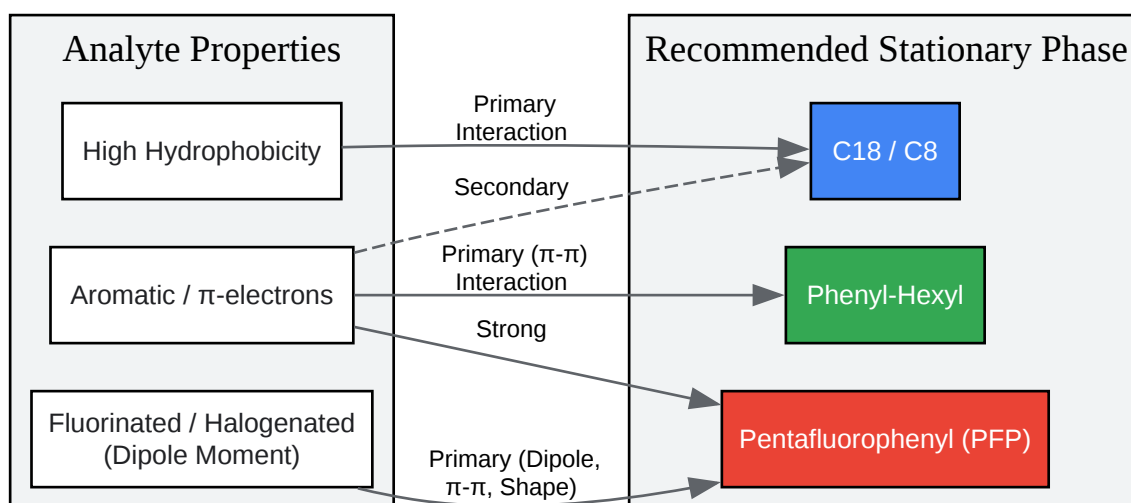 Analyte Properties
Recommended Stationary Phase
High Hydrophobicity
Primary
Interaction
C18 / C8
Secondary
Aromatic / π-electrons
Primary (π-π)
Interaction
Phenyl-Hexyl
Strong
Fluorinated / Halogenated
(Dipole Moment)
Primary (Dipole,
π-π, Shape)
Pentafluorophenyl (PFP)